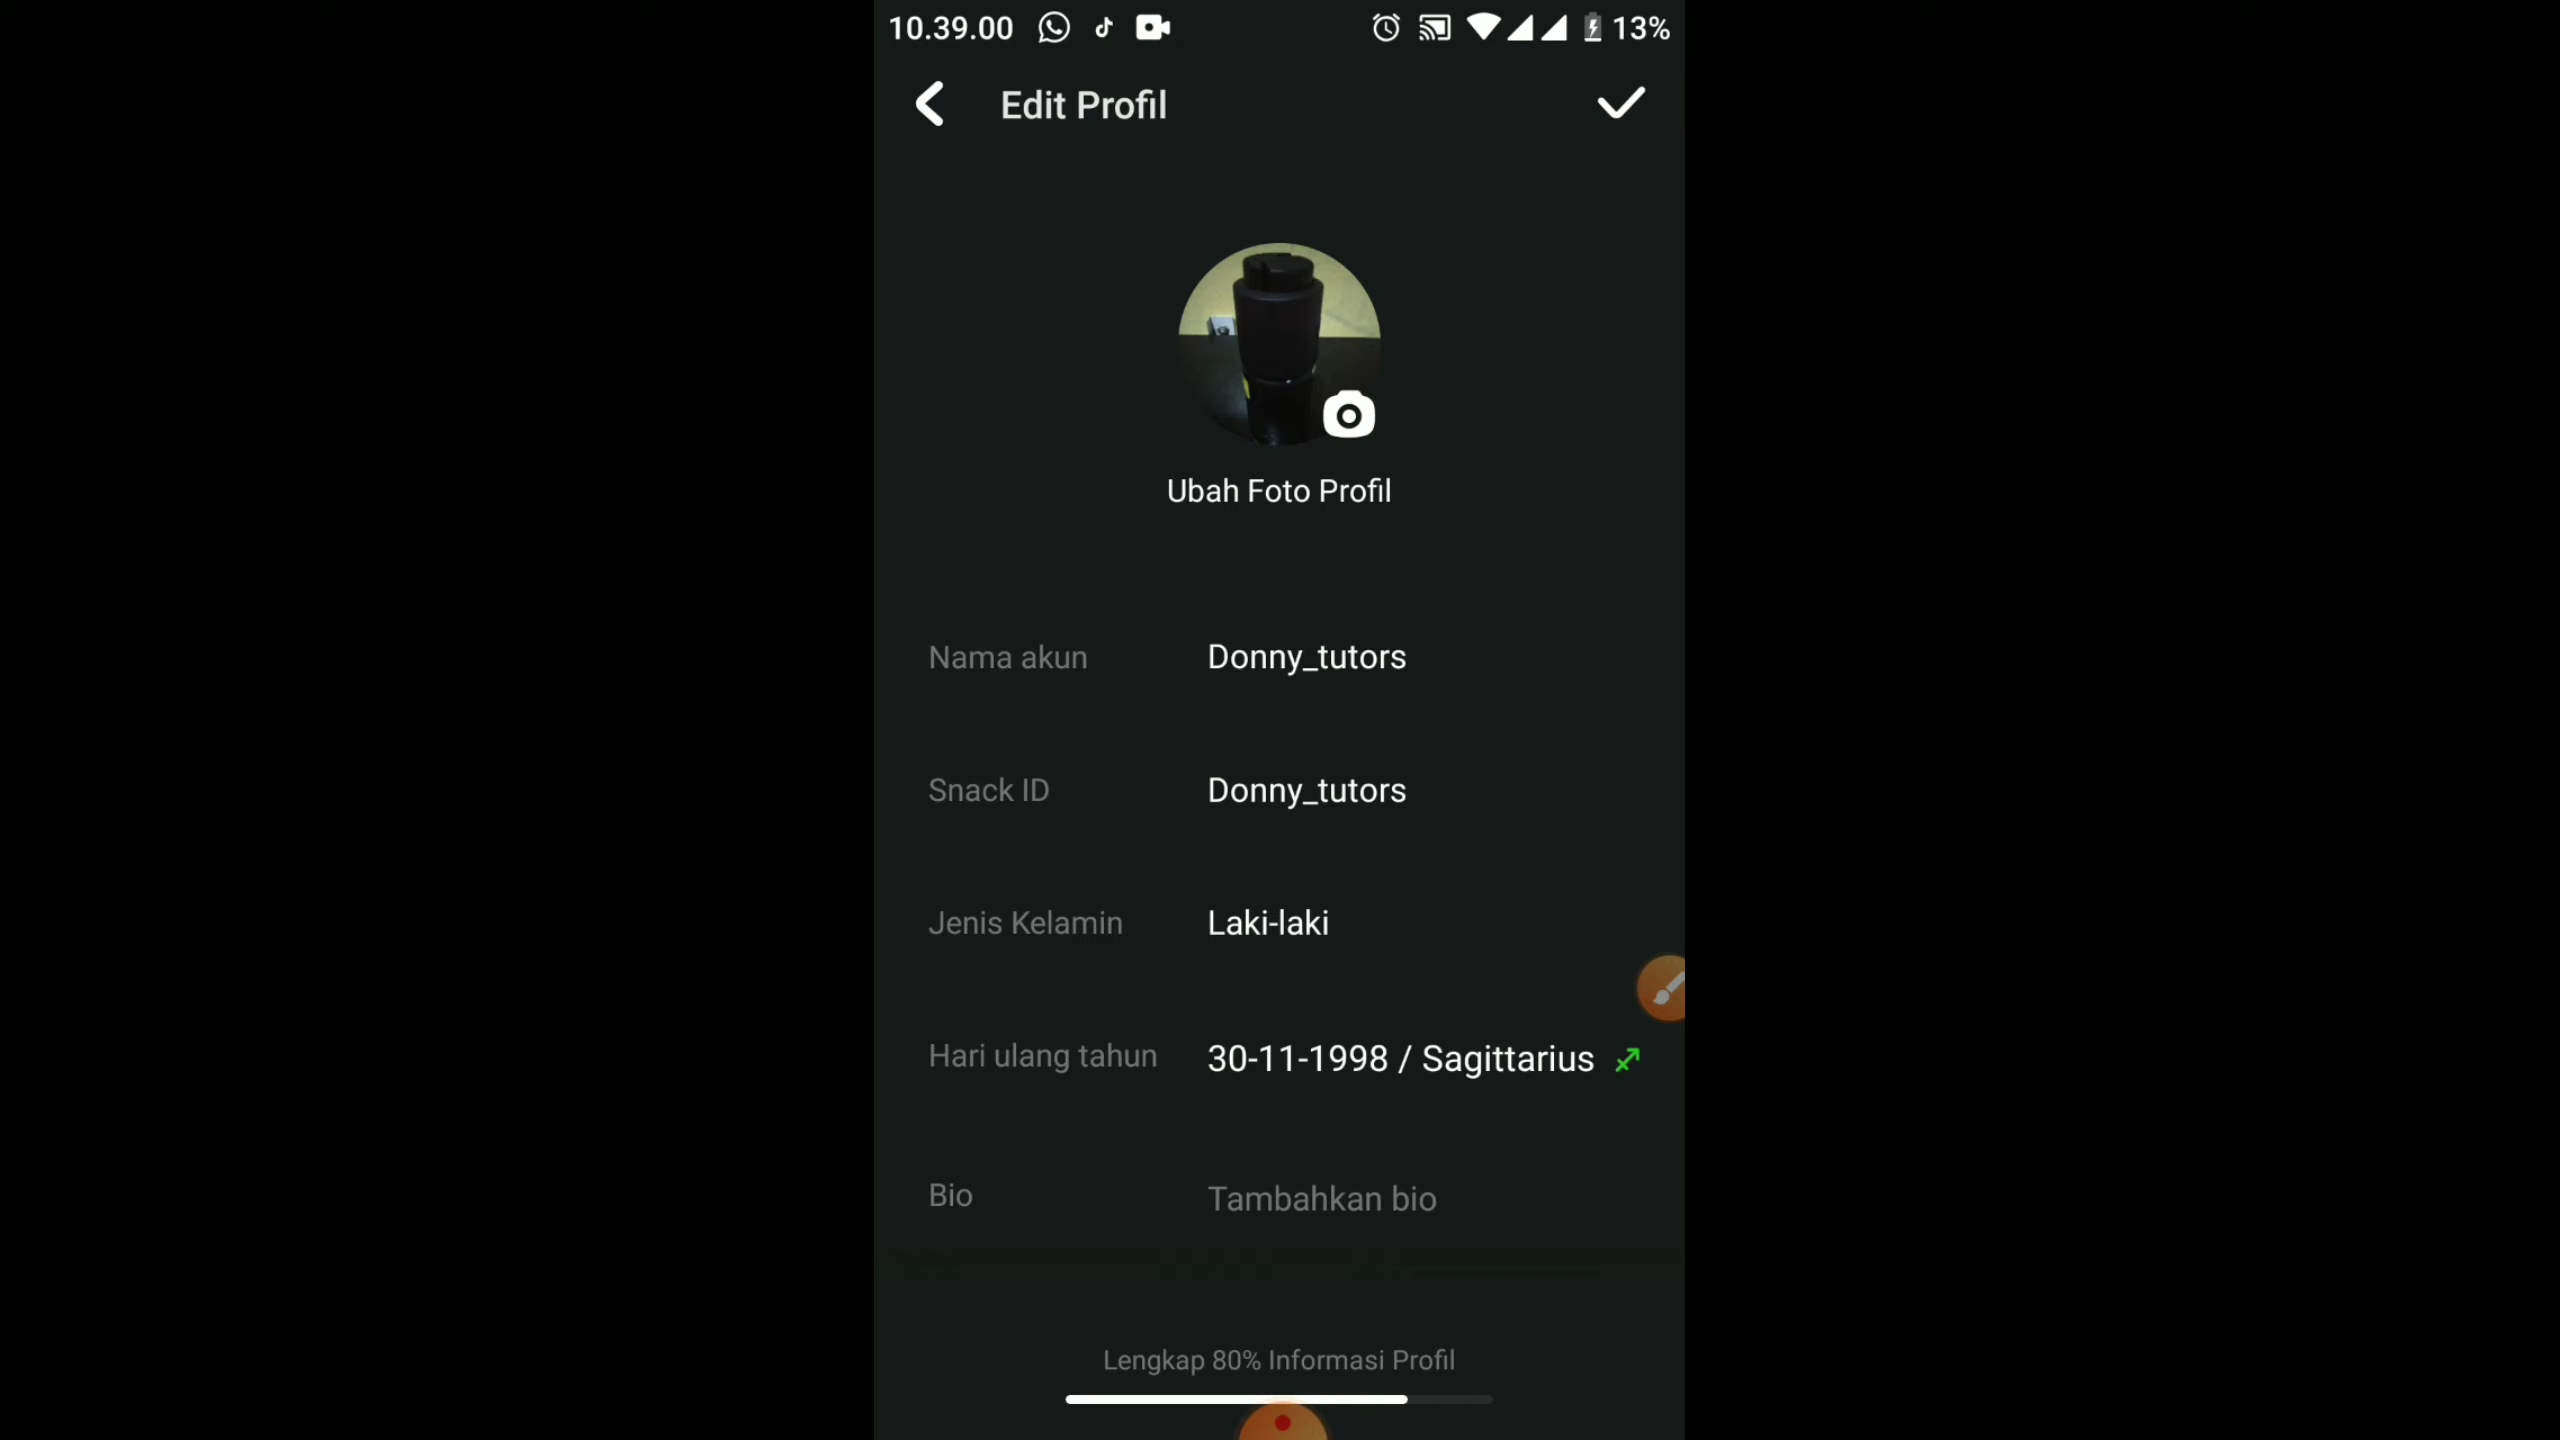 10.39.00 13%
Edit Profil
Ubah Foto Profil
Nama akun Donny_tutors
Snack ID Donny_tutors
Jenis Kelamin Laki-laki
Hari ulang tahun 30-11-1998 / Sagittarius
Bio Tambahkan bio
Lengkap 80% Informasi Profil